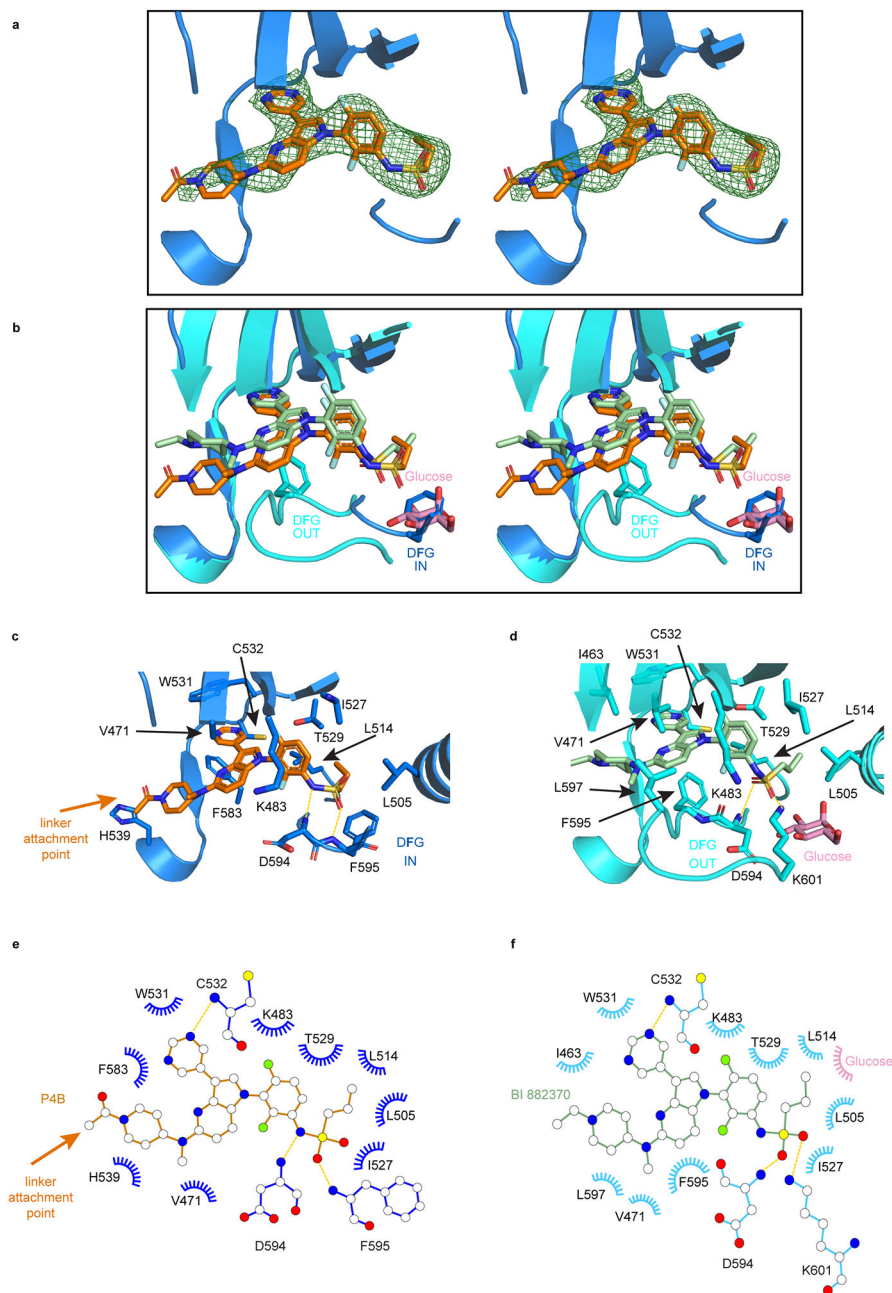 a
b
Glucose
DFG
OUT
DFG
IN
Glucose
DFG
OUT
DFG
IN
c
C532
W531
I527
V471
T529
L514
linker
attachment
point
F583
K483
L505
H539
DFG
IN
D594
F595
d
C532
I463
W531
I527
L514
V471
T529
L597
K483
L505
F595
DFG
OUT
Glucose
D594
K601
e
C532
W531
K483
T529
L514
F583
P4B
L505
linker
attachment
point
H539
I527
V471
D594
F595
f
C532
W531
K483
I463
T529
L514
Glucose
BI 882370
L505
I527
L597
F595
V471
D594
K601